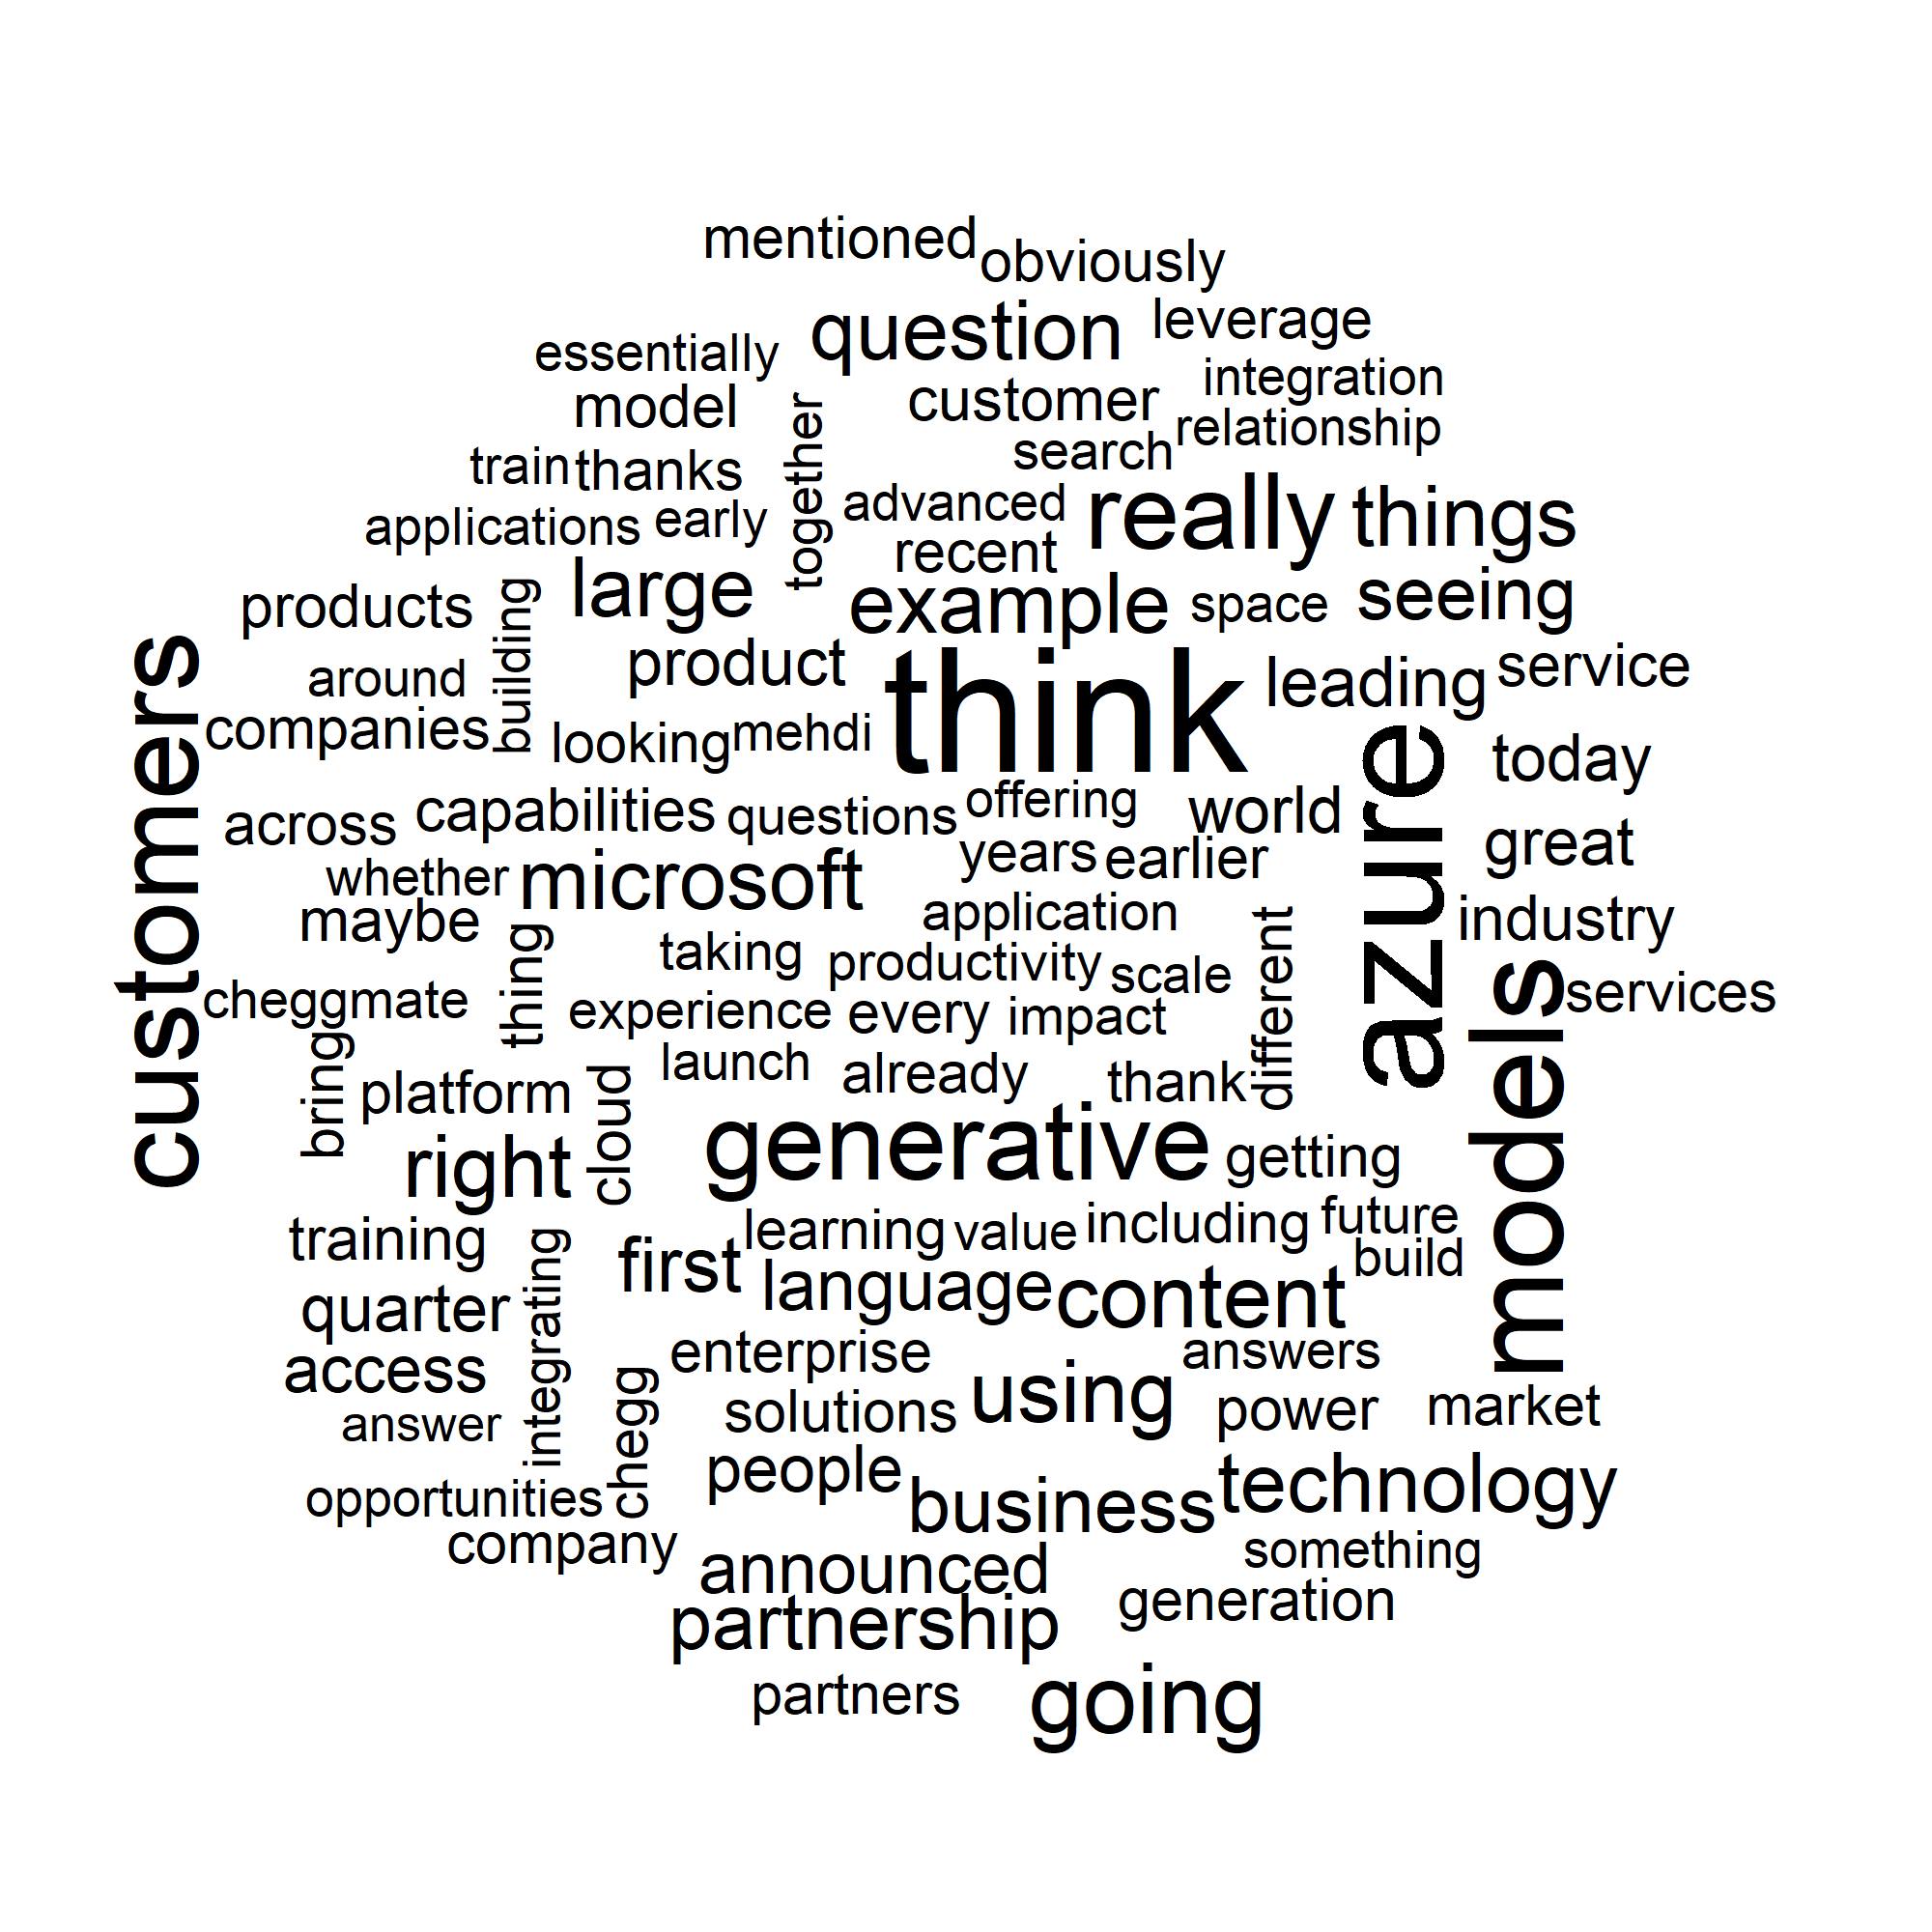 mentioned
obviously
question
leverage
essentially
integration
model
customer
relationship
together
search
train
thanks
advanced
really
things
applications
early
recent
large
example
space
seeing
products
building
product
think
leading
service
customers
around
companies
looking
mehdi
azure
today
across
capabilities
questions
offering
world
great
whether
microsoft
years
earlier
maybe
thing
application
different
industry
taking
productivity
scale
models
services
cheggmate
experience
every
impact
bring
platform
cloud
launch
already
thank
right
generative
getting
training
integrating
first
learning
value
including
future
build
quarter
language
content
access
enterprise
answers
answer
chegg
solutions
using
power
market
opportunities
people
business
technology
company
announced
something
partnership
generation
partners
going